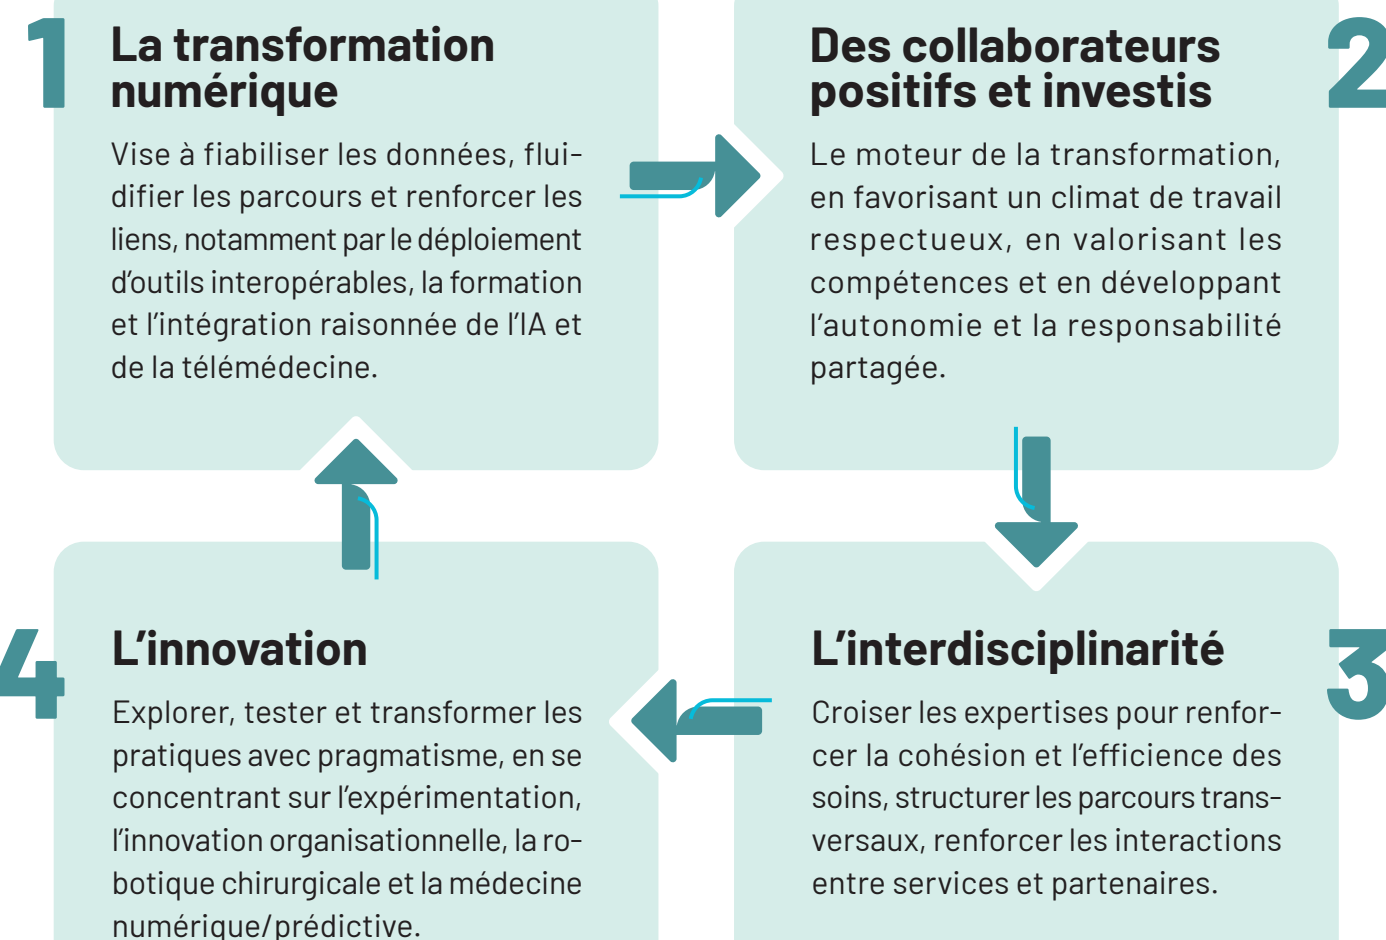 1
La transformation
numérique
Vise à fiabiliser les données, flui-
difier les parcours et renforcer les
liens, notamment par le déploiement
d'outils interopérables, la formation
et l'intégration raisonnée de l'IA et
de la télémédecine.
2
Des collaborateurs
positifs et investis
Le moteur de la transformation,
en favorisant un climat de travail
respectueux, en valorisant les
compétences et en développant
l'autonomie et la responsabilité
partagée.
3
L'interdisciplinarité
Croiser les expertises pour renfor-
cer la cohésion et l'efficience des
soins, structurer les parcours trans-
versaux, renforcer les interactions
entre services et partenaires.
4
L'innovation
Explorer, tester et transformer les
pratiques avec pragmatisme, en se
concentrant sur l'expérimentation,
l'innovation organisationnelle, la ro-
botique chirurgicale et la médecine
numérique/prédictive.